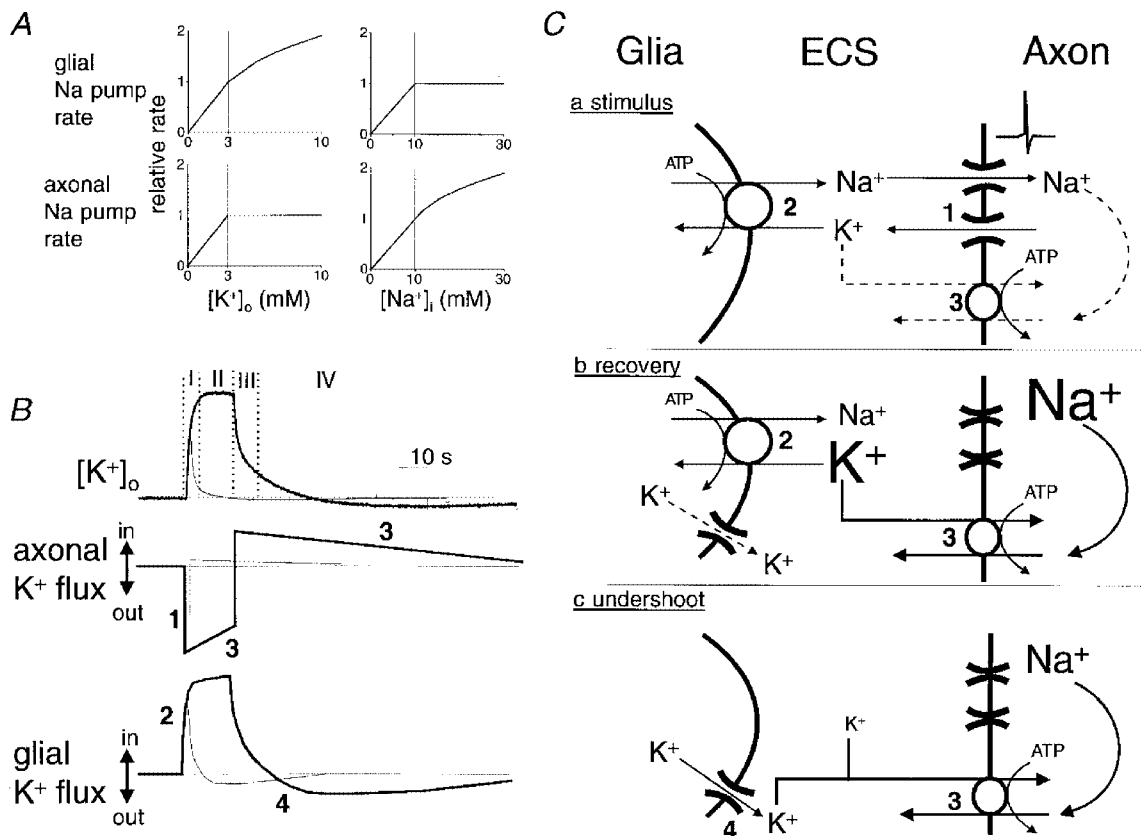 A
glial
Na pump
rate
axonal
Na pump
rate
relative rate
2
1
0
0
3
10
2
1
0
0
10
30
2
1
0
0
3
10
2
1
0
0
10
30
[K⁺]ₒ (mM)
[Na⁺]ᵢ (mM)
B
I
II
III
IV
[K⁺]ₒ
10 s
axonal
K⁺ flux
in
out
1
3
3
glial
K⁺ flux
in
out
2
4
C
Glia
ECS
Axon
a stimulus
ATP
2
Na⁺
K⁺
1
Na⁺
ATP
3
b recovery
ATP
2
Na⁺
K⁺
K⁺
K⁺
Na⁺
ATP
3
c undershoot
K⁺
4
K⁺
K⁺
Na⁺
ATP
3